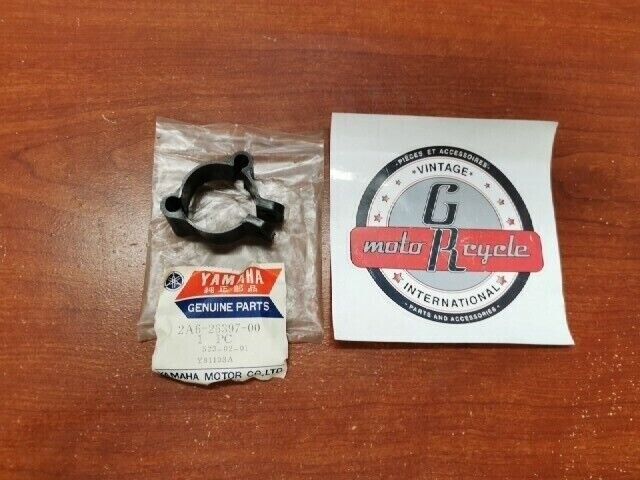 YAMAHA
純正部品
GENUINE PARTS
2A6-26397-00
1 PC
YAMAHA MOTOR CO., LTD.
PIÈCES ET ACCESSOIRES
VINTAGE
G
moto R cycle
INTERNATIONAL
PARTS AND ACCESSORIES